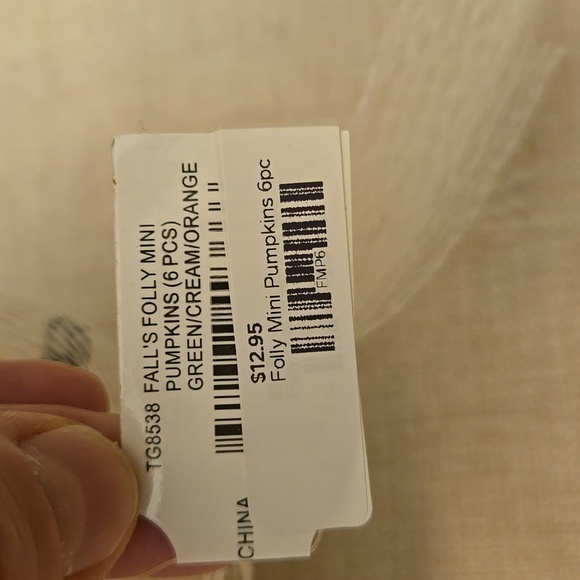 TG8538 FALL'S FOLLY MINI
PUMPKINS (6 PCS)
GREEN/CREAM/ORANGE
CHINA
$12.95
Folly Mini Pumpkins 6pc
FMP6